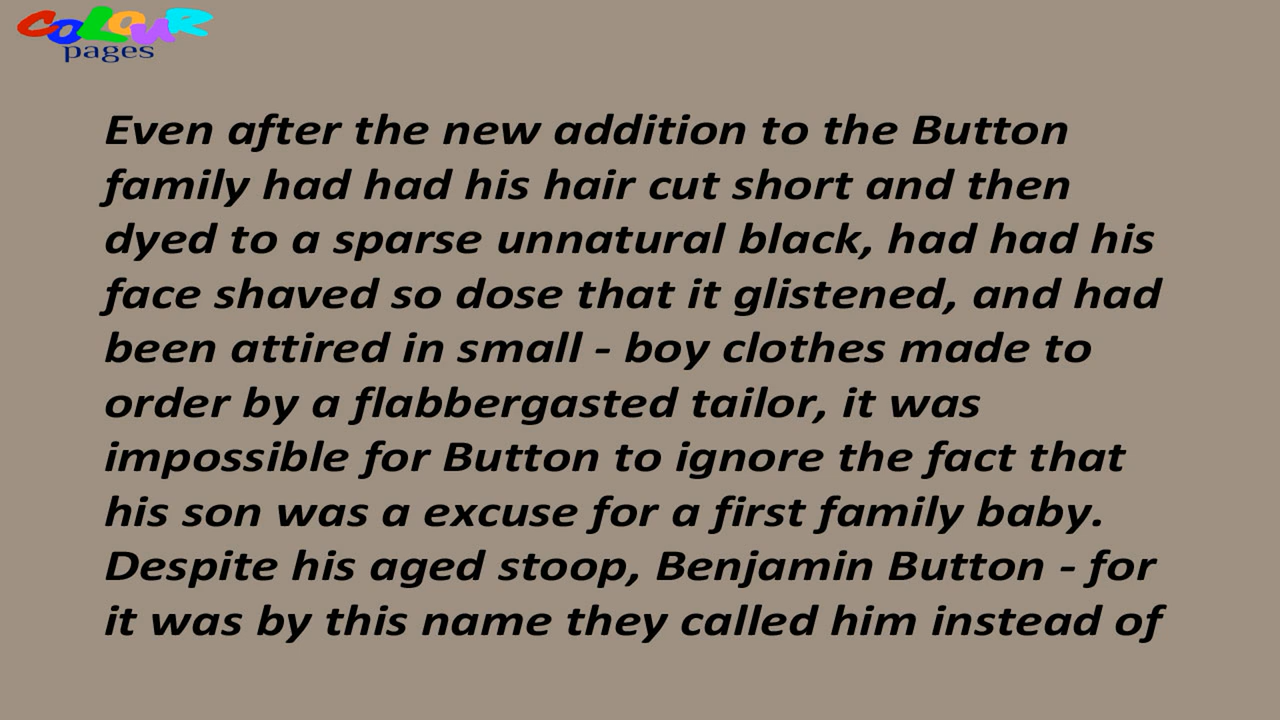 COLOUR
pages
Even after the new addition to the Button
family had had his hair cut short and then
dyed to a sparse unnatural black, had had his
face shaved so dose that it glistened, and had
been attired in small - boy clothes made to
order by a flabbergasted tailor, it was
impossible for Button to ignore the fact that
his son was a excuse for a first family baby.
Despite his aged stoop, Benjamin Button - for
it was by this name they called him instead of